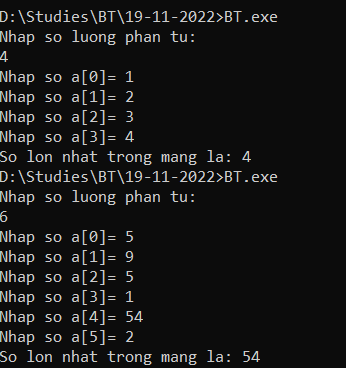 D:\Studies\BT\19-11-2022>BT.exe
Nhap so luong phan tu:
4
Nhap so a[0]= 1
Nhap so a[1]= 2
Nhap so a[2]= 3
Nhap so a[3]= 4
So lon nhat trong mang la: 4
D:\Studies\BT\19-11-2022>BT.exe
Nhap so luong phan tu:
6
Nhap so a[0]= 5
Nhap so a[1]= 9
Nhap so a[2]= 5
Nhap so a[3]= 1
Nhap so a[4]= 54
Nhap so a[5]= 2
So lon nhat trong mang la: 54